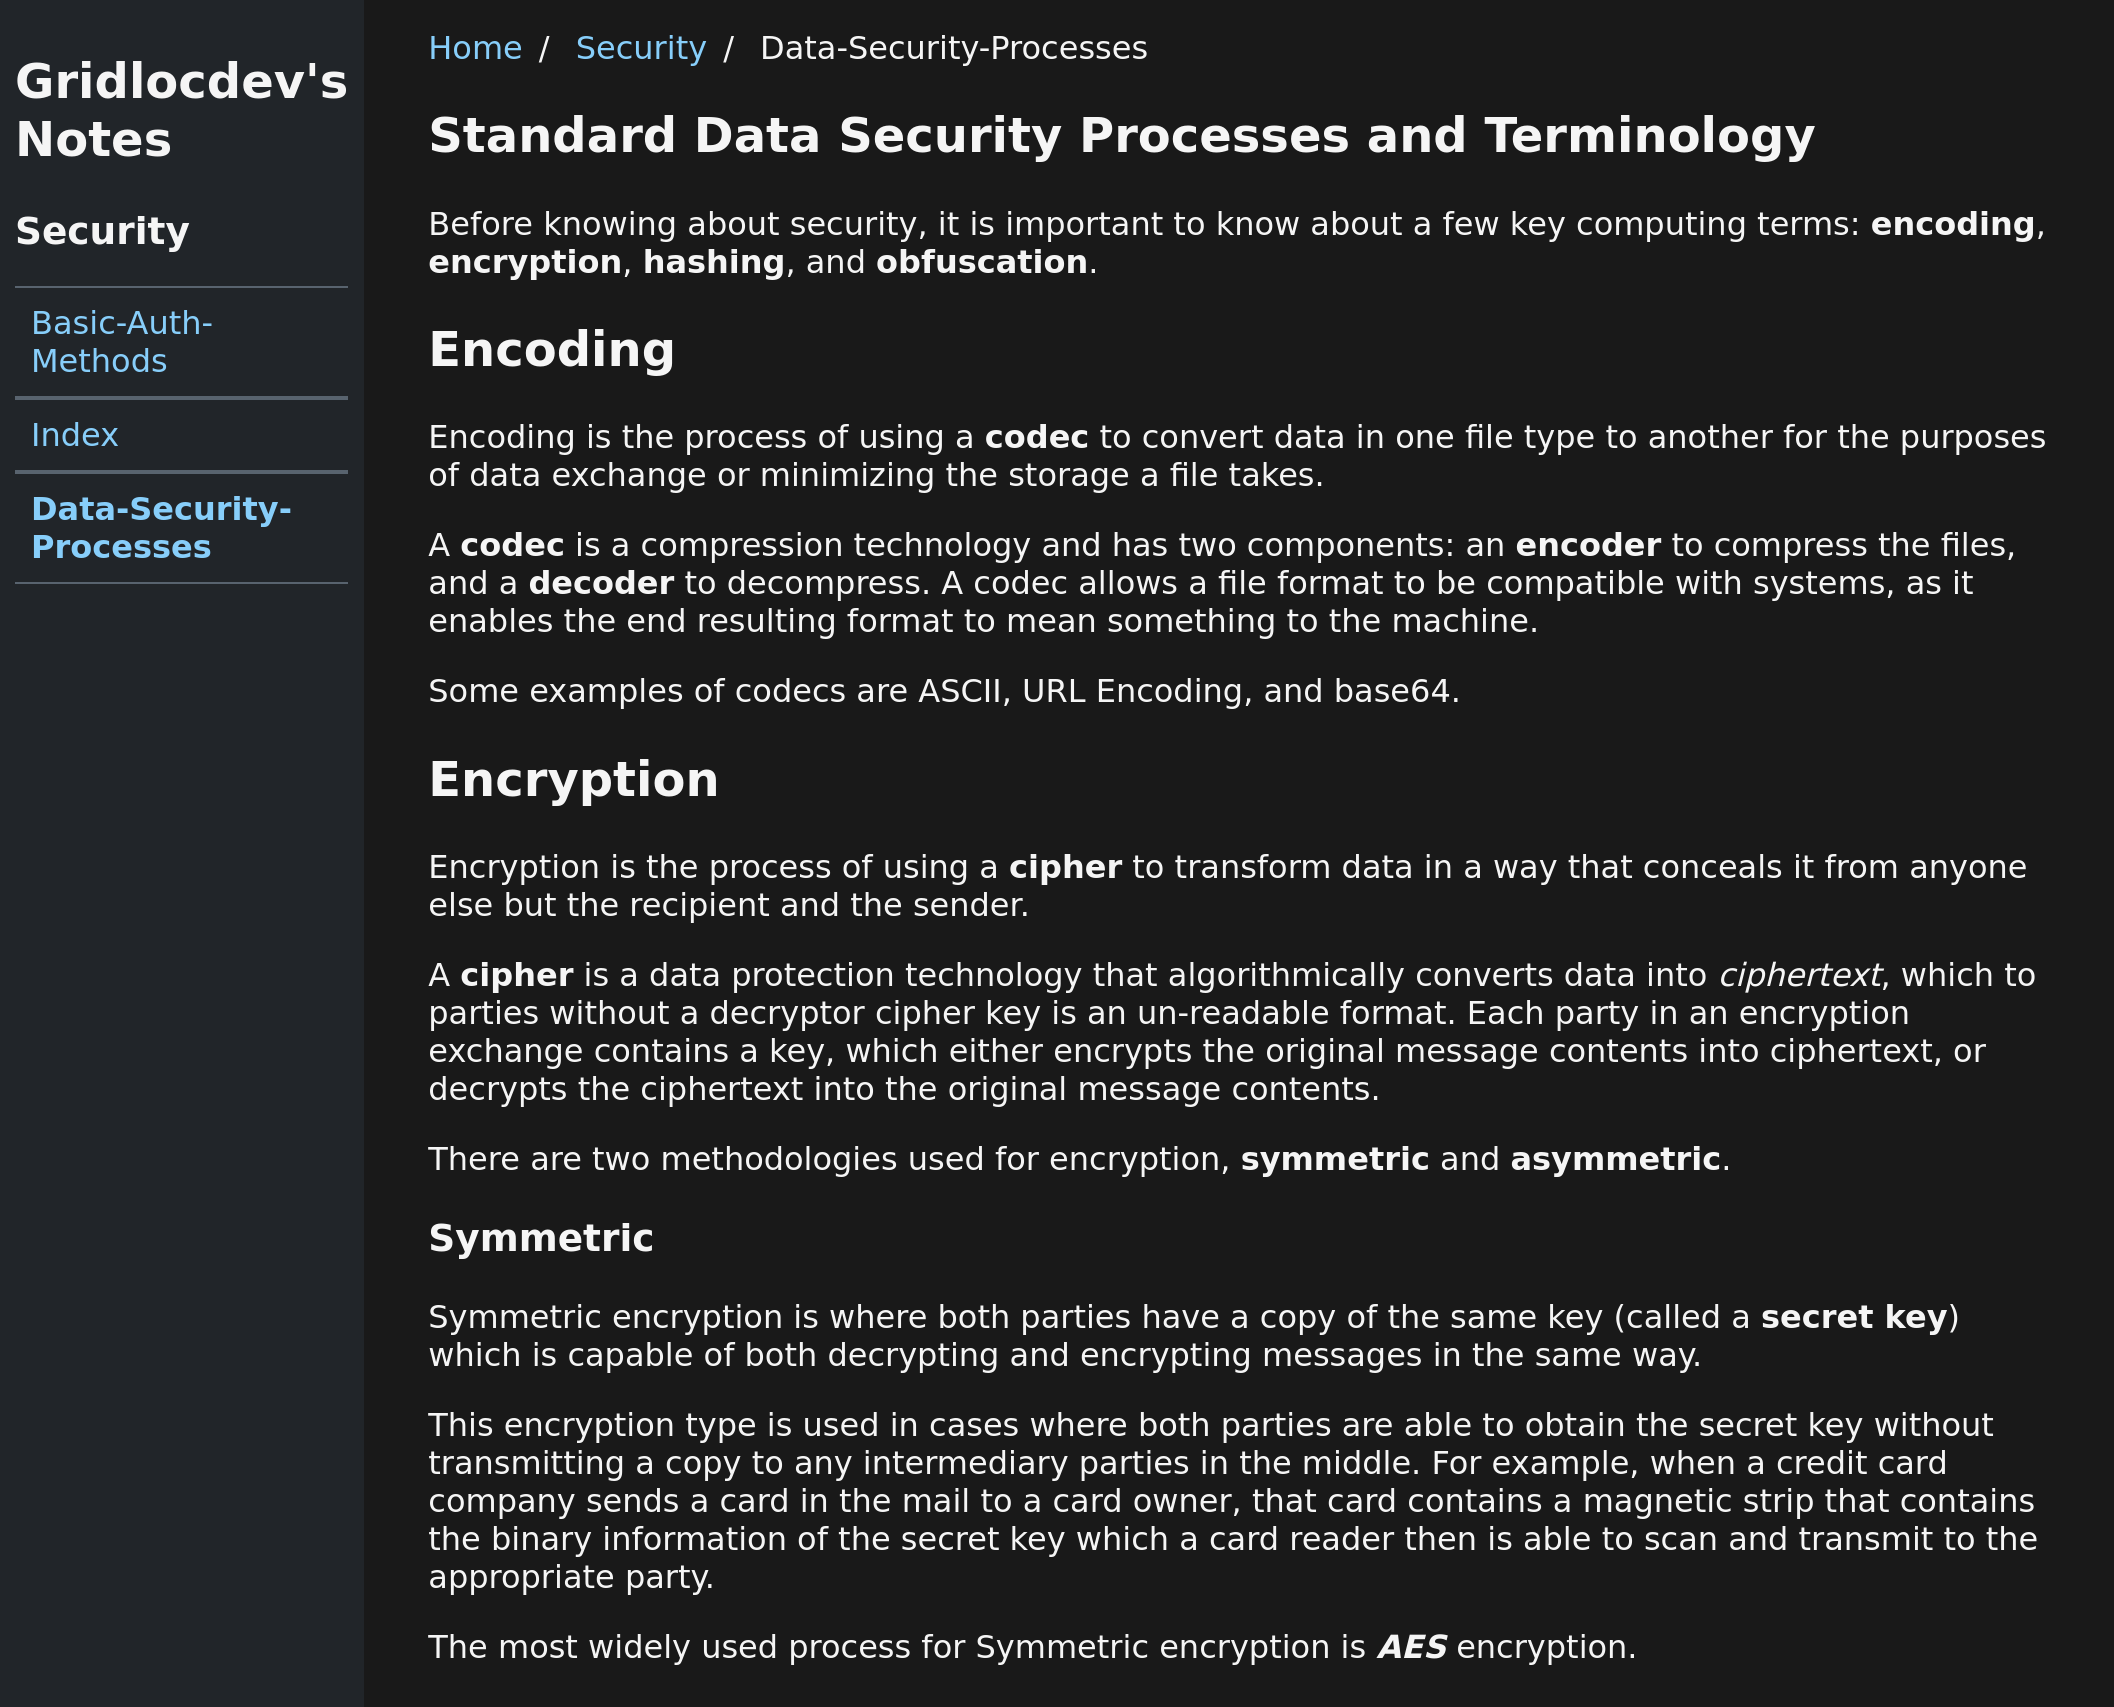 Gridlocdev's
Notes
Security
Basic-Auth-
Methods
Index
Data-Security-
Processes
Home / Security / Data-Security-Processes
Standard Data Security Processes and Terminology
Before knowing about security, it is important to know about a few key computing terms: encoding,
encryption, hashing, and obfuscation.
Encoding
Encoding is the process of using a codec to convert data in one file type to another for the purposes
of data exchange or minimizing the storage a file takes.
A codec is a compression technology and has two components: an encoder to compress the files,
and a decoder to decompress. A codec allows a file format to be compatible with systems, as it
enables the end resulting format to mean something to the machine.
Some examples of codecs are ASCII, URL Encoding, and base64.
Encryption
Encryption is the process of using a cipher to transform data in a way that conceals it from anyone
else but the recipient and the sender.
A cipher is a data protection technology that algorithmically converts data into ciphertext, which to
parties without a decryptor cipher key is an un-readable format. Each party in an encryption
exchange contains a key, which either encrypts the original message contents into ciphertext, or
decrypts the ciphertext into the original message contents.
There are two methodologies used for encryption, symmetric and asymmetric.
Symmetric
Symmetric encryption is where both parties have a copy of the same key (called a secret key)
which is capable of both decrypting and encrypting messages in the same way.
This encryption type is used in cases where both parties are able to obtain the secret key without
transmitting a copy to any intermediary parties in the middle. For example, when a credit card
company sends a card in the mail to a card owner, that card contains a magnetic strip that contains
the binary information of the secret key which a card reader then is able to scan and transmit to the
appropriate party.
The most widely used process for Symmetric encryption is AES encryption.